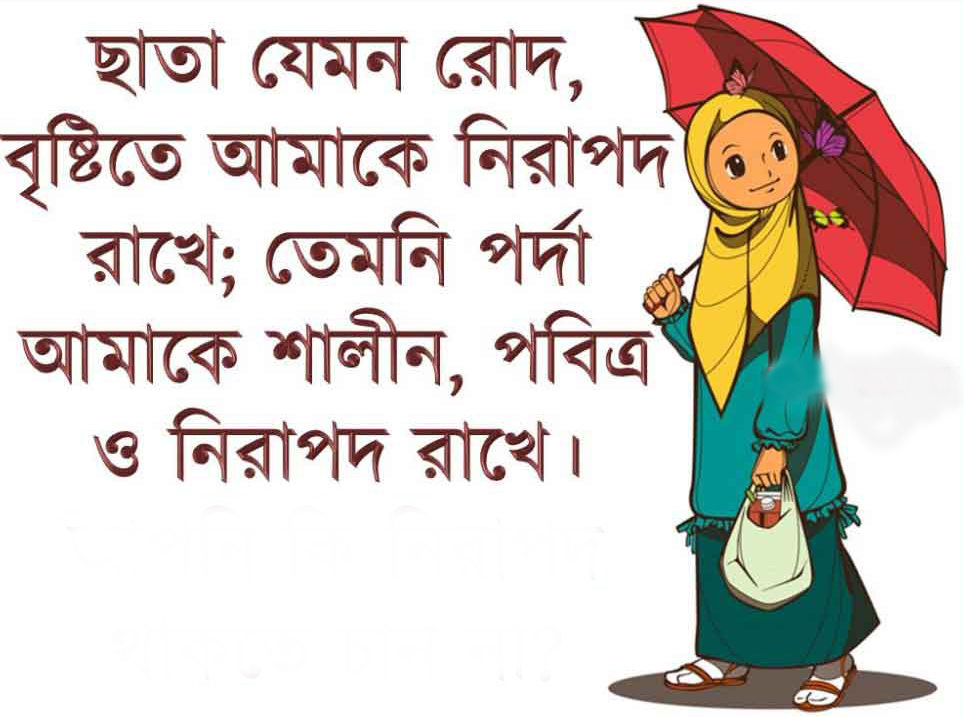 ছাতা যেমন রোদ,
বৃষ্টিতে আমাকে নিরাপদ
রাখে; তেমনি পর্দা
আমাকে শালীন, পবিত্র
ও নিরাপদ রাখে।